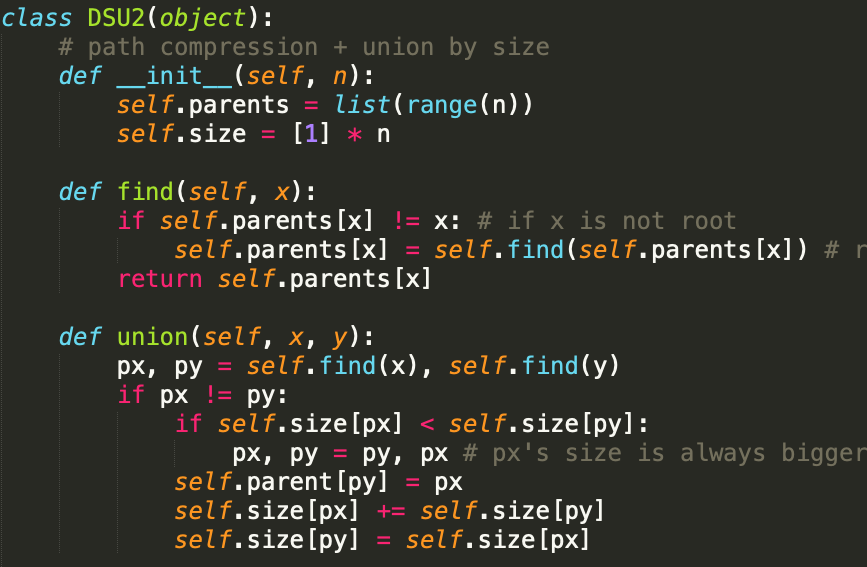 class DSU2(object):
    # path compression + union by size
    def __init__(self, n):
        self.parents = list(range(n))
        self.size = [1] * n

    def find(self, x):
        if self.parents[x] != x: # if x is not root
            self.parents[x] = self.find(self.parents[x]) # r
        return self.parents[x]

    def union(self, x, y):
        px, py = self.find(x), self.find(y)
        if px != py:
            if self.size[px] < self.size[py]:
                px, py = py, px # px's size is always bigger
            self.parent[py] = px
            self.size[px] += self.size[py]
            self.size[py] = self.size[px]